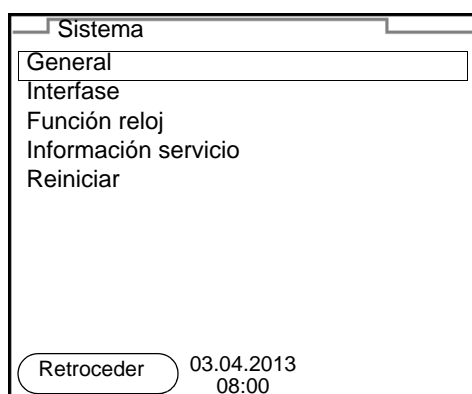 Sistema
General
Interfase
Función reloj
Información servicio
Reiniciar
Retroceder
03.04.2013
08:00